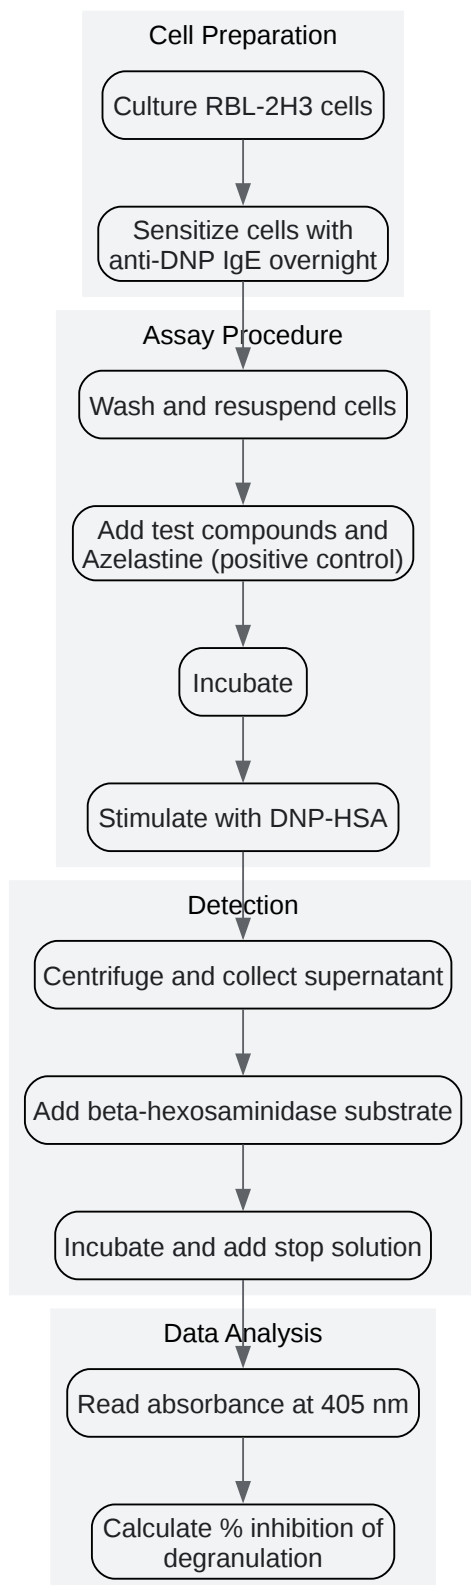 Cell Preparation
Culture RBL-2H3 cells
Sensitize cells with
anti-DNP IgE overnight
Assay Procedure
Wash and resuspend cells
Add test compounds and
Azelastine (positive control)
Incubate
Stimulate with DNP-HSA
Detection
Centrifuge and collect supernatant
Add beta-hexosaminidase substrate
Incubate and add stop solution
Data Analysis
Read absorbance at 405 nm
Calculate % inhibition of
degranulation